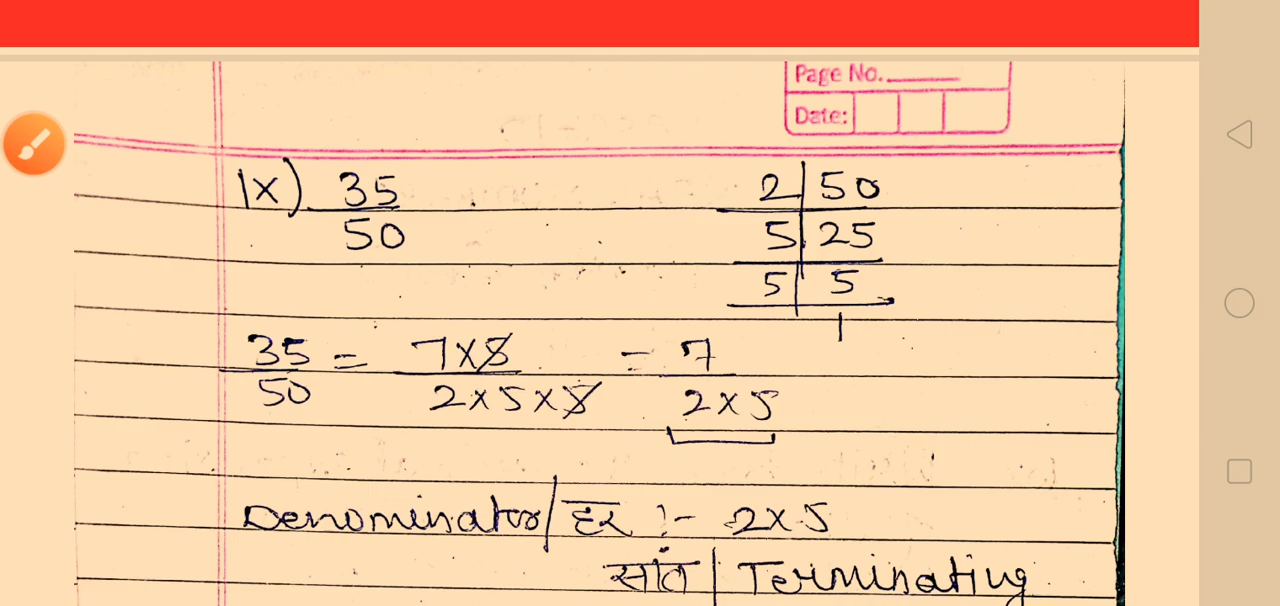 Page No.
Date:
ix) 35/50
2 | 50
5 | 25
5 | 5
1
35/50 = 7×5/2×5×5 = 7/2×5
Denominator/हर :- 2×5
सांत | Terminating